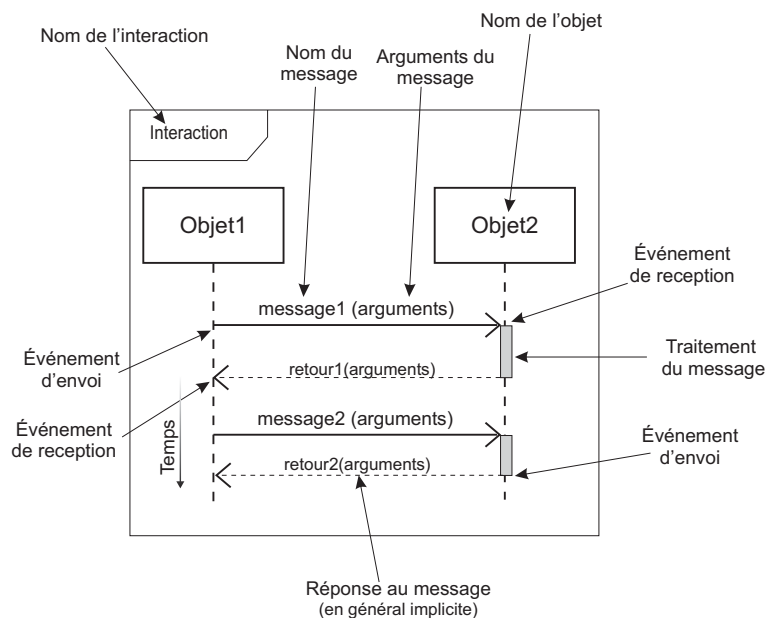 Nom de l'interaction
Nom du
message
Arguments du
message
Nom de l'objet
Interaction
Objet1
Objet2
Événement
de reception
message1 (arguments)
Événement
d'envoi
Traitement
du message
retour1(arguments)
Événement
de reception
Temps
message2 (arguments)
Événement
d'envoi
retour2(arguments)
Réponse au message
(en général implicite)